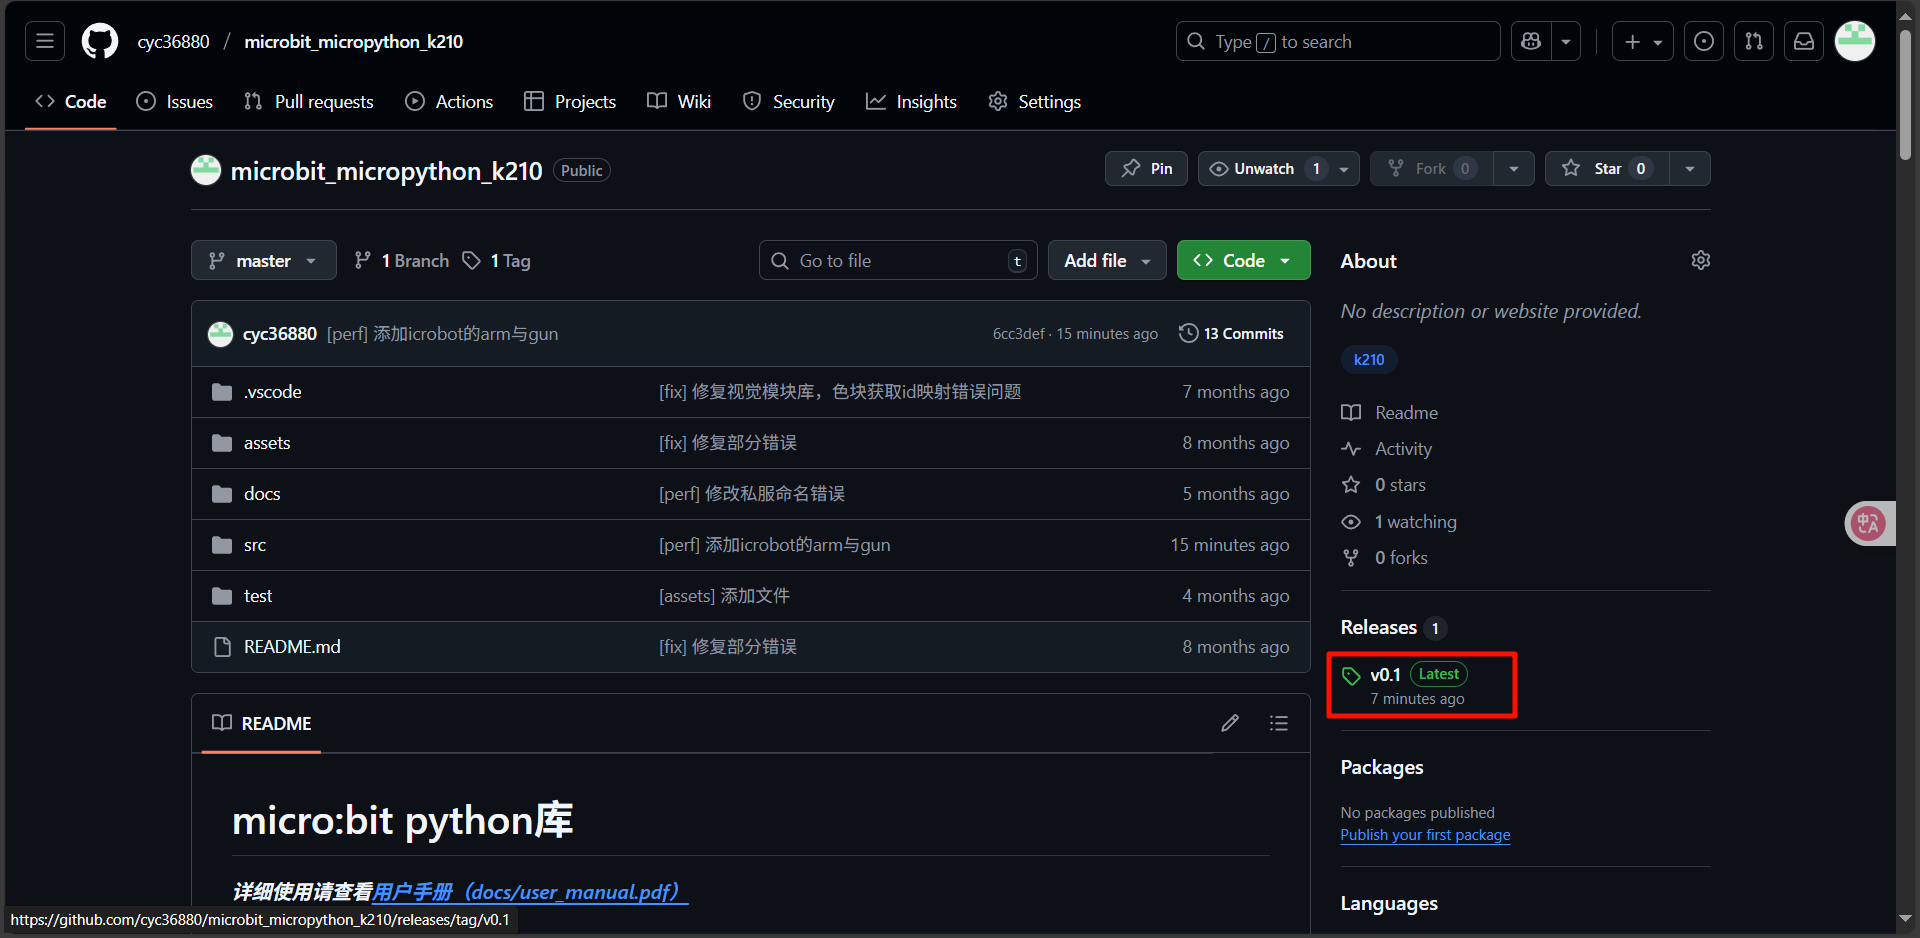 cyc36880 / microbit_micropython_k210
Type / to search
Code Issues Pull requests Actions Projects Wiki Security Insights Settings
microbit_micropython_k210 Public
Pin Unwatch 1 Fork 0 Star 0
master 1 Branch 1 Tag Go to file t Add file Code
cyc36880 [perf] 添加icrobot的arm与gun 6cc3def · 15 minutes ago 13 Commits
.vscode [fix] 修复视觉模块库，色块获取id映射错误问题 7 months ago
assets [fix] 修复部分错误 8 months ago
docs [perf] 修改私服命名错误 5 months ago
src [perf] 添加icrobot的arm与gun 15 minutes ago
test [assets] 添加文件 4 months ago
README.md [fix] 修复部分错误 8 months ago
README
micro:bit python库
详细使用请查看用户手册（docs/user_manual.pdf）
About
No description or website provided.
k210
Readme
Activity
0 stars
1 watching
0 forks
Releases 1
v0.1 Latest
7 minutes ago
Packages
No packages published
Publish your first package
Languages
中A
https://github.com/cyc36880/microbit_micropython_k210/releases/tag/v0.1